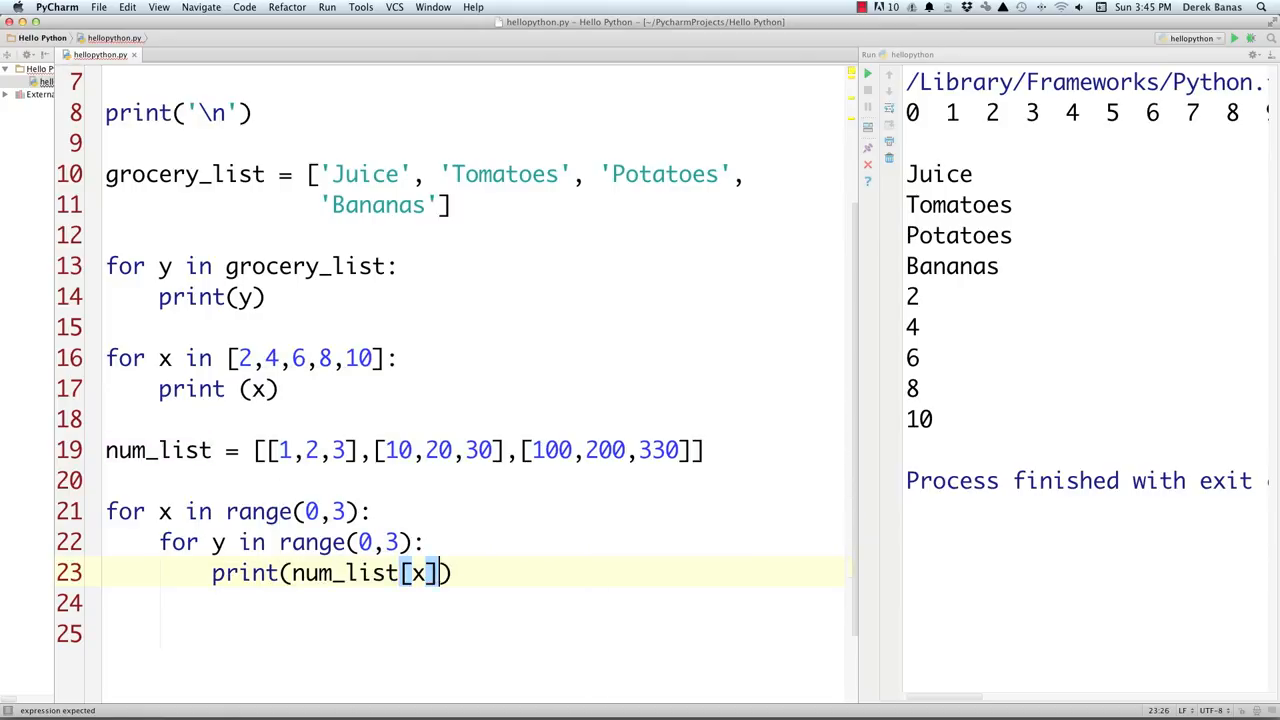 PyCharm File Edit View Navigate Code Refactor Run Tools VCS Window Help 10 Sun 3:45 PM Derek Banas
hellopython.py – Hello Python – [~/PycharmProjects/Hello Python]
Hello Python hellopython.py hellopython
hellopython.py × Run hellopython
Hello P
hell
Externa
7
8 print('\n')
9
10 grocery_list = ['Juice', 'Tomatoes', 'Potatoes',
11 'Bananas']
12
13 for y in grocery_list:
14 print(y)
15
16 for x in [2,4,6,8,10]:
17 print (x)
18
19 num_list = [[1,2,3],[10,20,30],[100,200,330]]
20
21 for x in range(0,3):
22 for y in range(0,3):
23 print(num_list[x])
24
25
/Library/Frameworks/Python.
0 1 2 3 4 5 6 7 8
Juice
Tomatoes
Potatoes
Bananas
2
4
6
8
10
Process finished with exit
expression expected 23:26 LF UTF-8